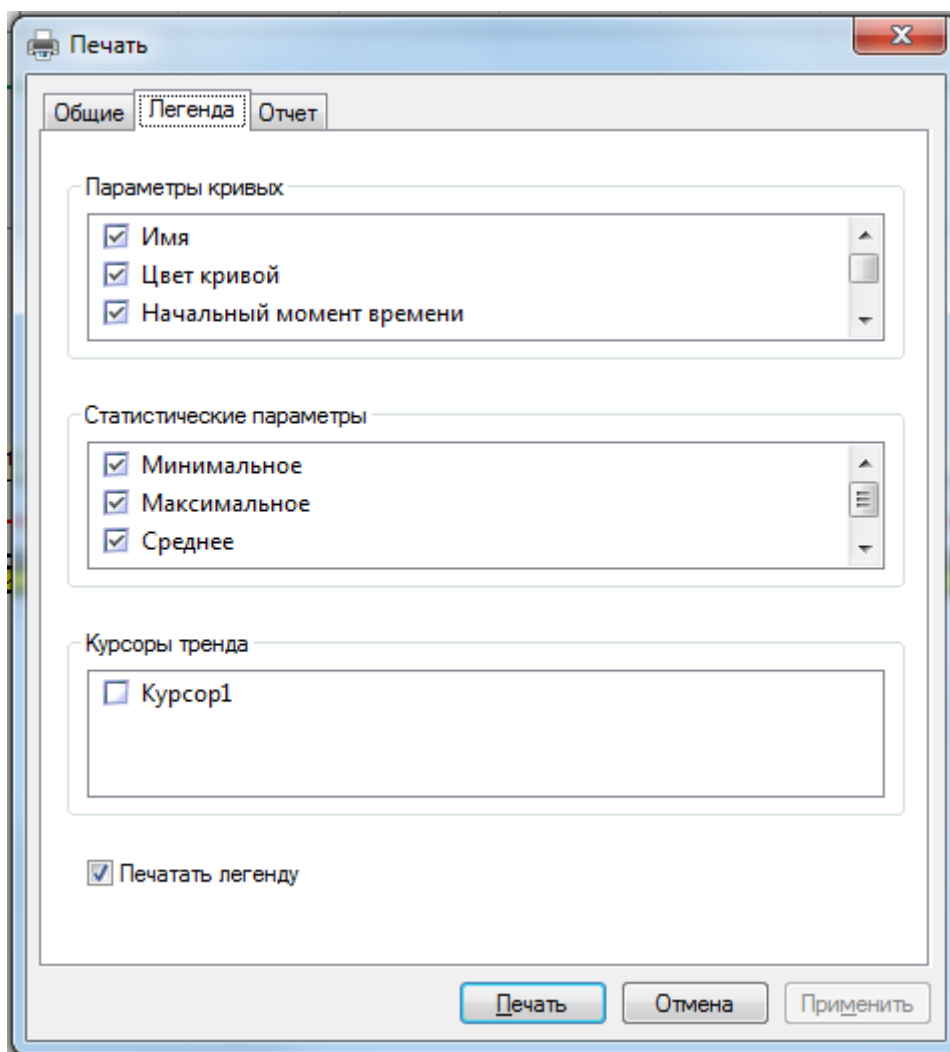 Печать
Общие Легенда Отчет
Параметры кривых
Имя
Цвет кривой
Начальный момент времени
Статистические параметры
Минимальное
Максимальное
Среднее
Курсоры тренда
Курсор1
Печатать легенду
Печать Отмена Применить